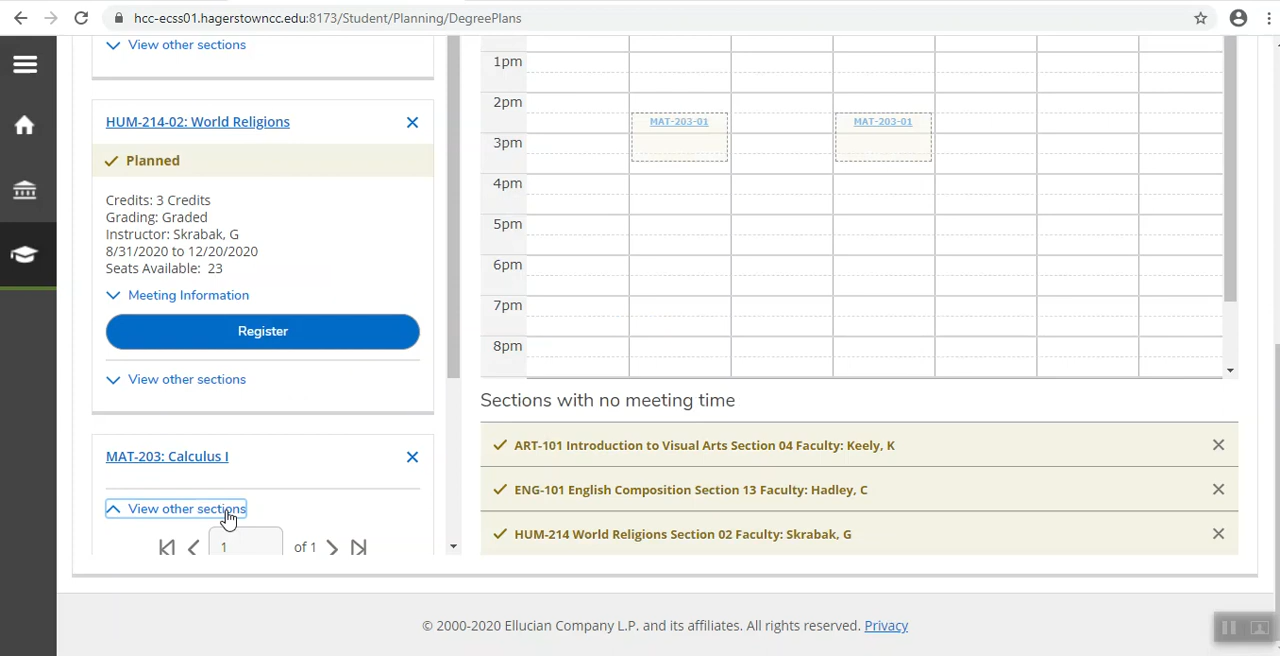 hcc-ecss01.hagerstowncc.edu:8173/Student/Planning/DegreePlans
View other sections
HUM-214-02: World Religions
Planned
Credits: 3 Credits
Grading: Graded
Instructor: Skrabak, G
8/31/2020 to 12/20/2020
Seats Available: 23
Meeting Information
Register
View other sections
MAT-203: Calculus I
View other sections
1 of 1
1pm
2pm
MAT-203-01 MAT-203-01
3pm
4pm
5pm
6pm
7pm
8pm
Sections with no meeting time
ART-101 Introduction to Visual Arts Section 04 Faculty: Keely, K
ENG-101 English Composition Section 13 Faculty: Hadley, C
HUM-214 World Religions Section 02 Faculty: Skrabak, G
© 2000-2020 Ellucian Company L.P. and its affiliates. All rights reserved. Privacy